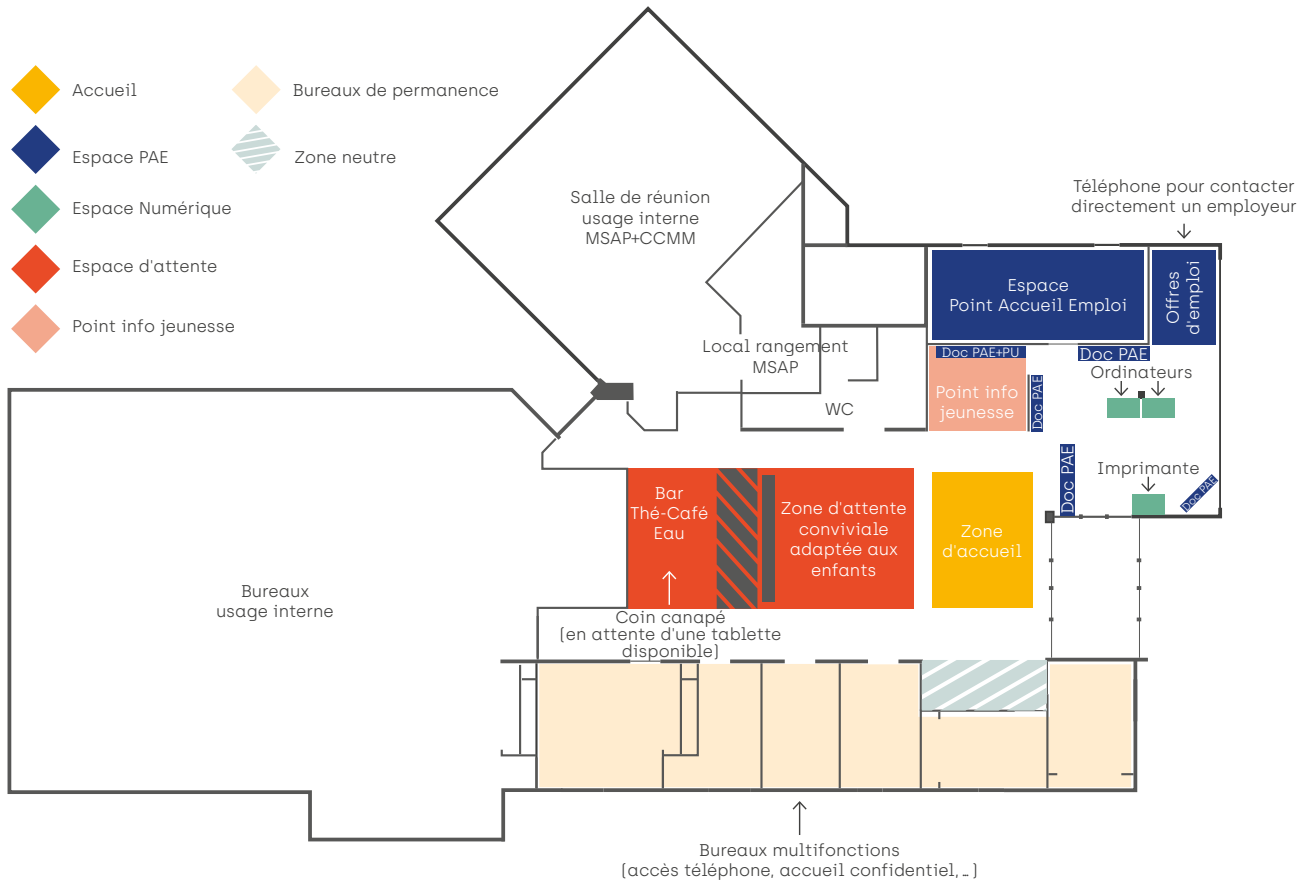 Accueil
Bureaux de permanence
Espace PAE
Zone neutre
Espace Numérique
Espace d'attente
Point info jeunesse
Salle de réunion
usage interne
MSAP+CCMM
Téléphone pour contacter
directement un employeur
Espace
Point Accueil Emploi
Offres
d'emploi
Local rangement
MSAP
Doc PAE+PU
Doc PAE
Ordinateurs
Point info
jeunesse
Doc PAE
WC
Doc PAE
Imprimante
Doc PAE
Bar
Thé-Café
Eau
Zone d'attente
conviviale
adaptée aux
enfants
Zone
d'accueil
Bureaux
usage interne
Coin canapé
(en attente d'une tablette
disponible)
Bureaux multifonctions
(accès téléphone, accueil confidentiel,..)